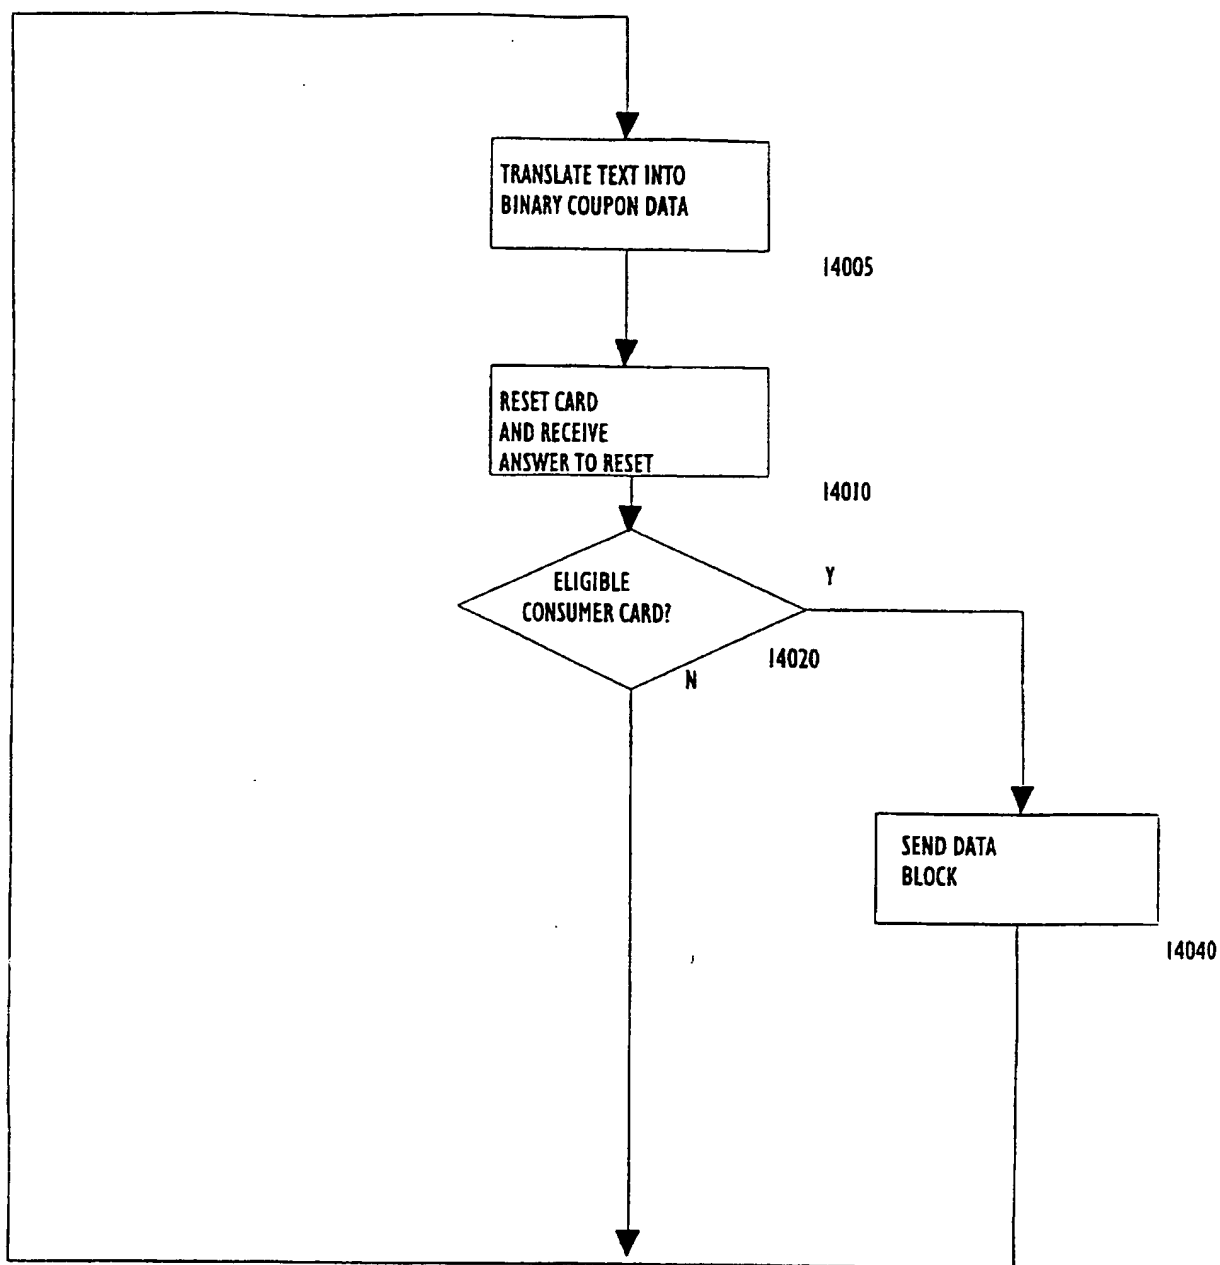 TRANSLATE TEXT INTO
BINARY COUPON DATA
14005
RESET CARD
AND RECEIVE
ANSWER TO RESET
14010
ELIGIBLE
CONSUMER CARD?
Y
14020
N
SEND DATA
BLOCK
14040